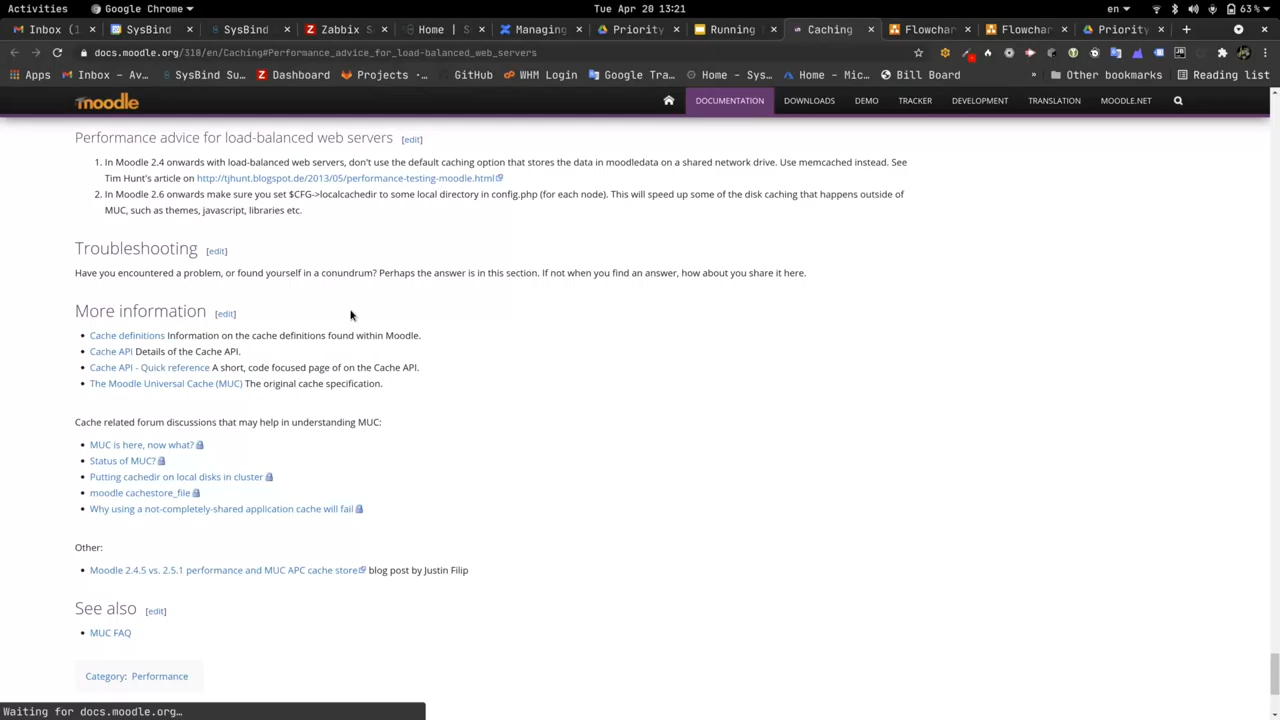 Activities Google Chrome Tue Apr 20 13:21 en 63 %
Inbox (1 SysBind SysBind Zabbix S Home | S Managing Priority Running Caching Flowchar Flowchar Priority
docs.moodle.org/310/en/Caching#Performance_advice_for_load-balanced_web_servers
Apps Inbox - Av… SysBind Su… Dashboard Projects -… GitHub WHM Login Google Tra… Home - Sys… Home - Mic… Bill Board » Other bookmarks Reading list
moodle DOCUMENTATION DOWNLOADS DEMO TRACKER DEVELOPMENT TRANSLATION MOODLE.NET
Performance advice for load-balanced web servers [edit]
1. In Moodle 2.4 onwards with load-balanced web servers, don't use the default caching option that stores the data in moodledata on a shared network drive. Use memcached instead. See
Tim Hunt's article on http://tjhunt.blogspot.de/2013/05/performance-testing-moodle.html
2. In Moodle 2.6 onwards make sure you set $CFG->localcachedir to some local directory in config.php (for each node). This will speed up some of the disk caching that happens outside of
MUC, such as themes, javascript, libraries etc.
Troubleshooting [edit]
Have you encountered a problem, or found yourself in a conundrum? Perhaps the answer is in this section. If not when you find an answer, how about you share it here.
More information [edit]
• Cache definitions Information on the cache definitions found within Moodle.
• Cache API Details of the Cache API.
• Cache API - Quick reference A short, code focused page of on the Cache API.
• The Moodle Universal Cache (MUC) The original cache specification.
Cache related forum discussions that may help in understanding MUC:
• MUC is here, now what?
• Status of MUC?
• Putting cachedir on local disks in cluster
• moodle cachestore_file
• Why using a not-completely-shared application cache will fail
Other:
• Moodle 2.4.5 vs. 2.5.1 performance and MUC APC cache store blog post by Justin Filip
See also [edit]
• MUC FAQ
Category: Performance
Waiting for docs.moodle.org…